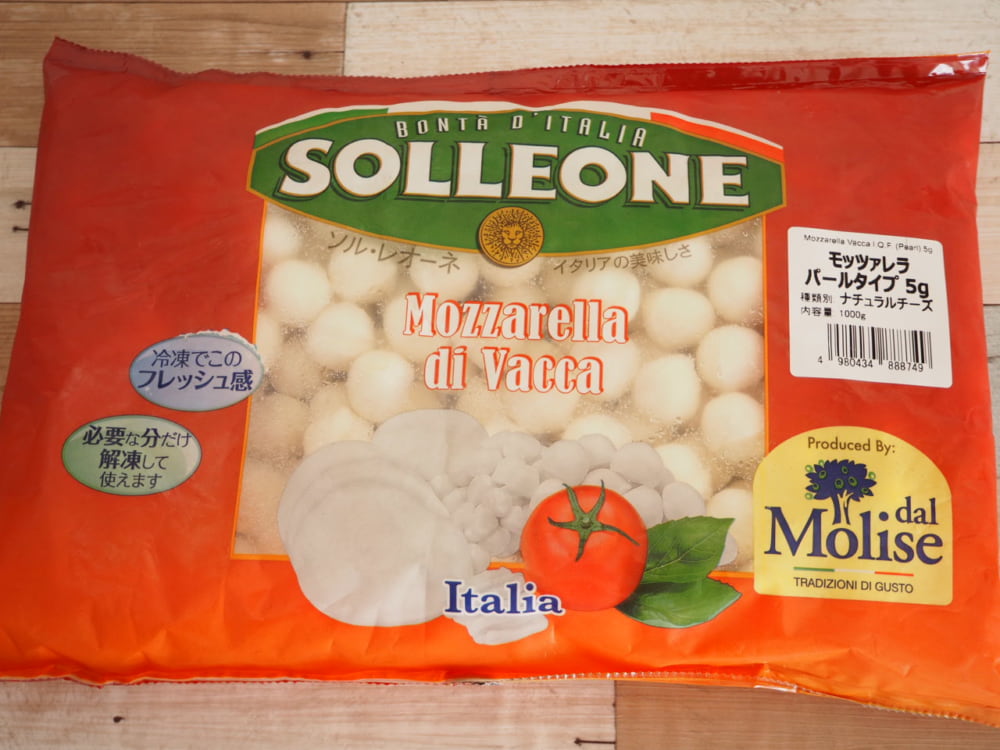 BONTÀ D'ITALIA
SOLLEONE
ソル・レオーネ
イタリアの美味しさ
Mozzarella
di Vacca
Mozzarella Vacca I.Q.F. (Pearl) 5g
モッツァレラ
パールタイプ 5g
種類別 ナチュラルチーズ
内容量 1000g
4 980434 888749
冷凍でこの
フレッシュ感
必要な分だけ
解凍して
使えます
Produced By:
dal
Molise
TRADIZIONI DI GUSTO
Italia